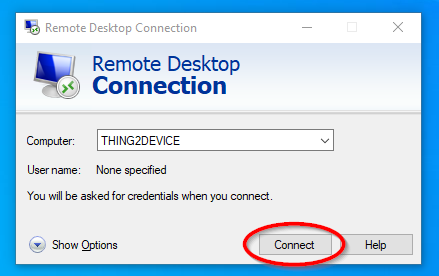 Remote Desktop Connection
Remote Desktop
Connection
Computer: THING2DEVICE
User name: None specified
You will be asked for credentials when you connect.
Show Options Connect Help